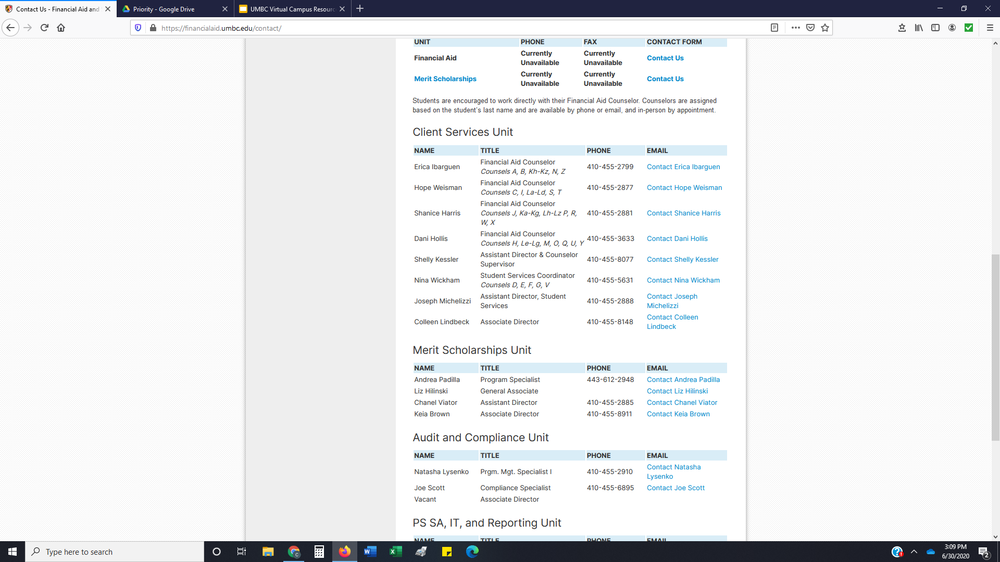 Contact Us - Financial Aid and
Priority - Google Drive
UMBC Virtual Campus Resourc
https://financialaid.umbc.edu/contact/
UNIT PHONE FAX CONTACT FORM
Financial Aid Currently Unavailable Currently Unavailable Contact Us
Merit Scholarships Currently Unavailable Currently Unavailable Contact Us
Students are encouraged to work directly with their Financial Aid Counselor. Counselors are assigned
based on the student's last name and are available by phone or email, and in-person by appointment.
Client Services Unit
NAME TITLE PHONE EMAIL
Erica Ibarguen Financial Aid Counselor Counsels A, B, Kh-Kz, N, Z 410-455-2799 Contact Erica Ibarguen
Hope Weisman Financial Aid Counselor Counsels C, I, La-Ld, S, T 410-455-2877 Contact Hope Weisman
Shanice Harris Financial Aid Counselor Counsels J, Ka-Kg, Lh-Lz P, R, W, X 410-455-2881 Contact Shanice Harris
Dani Hollis Financial Aid Counselor Counsels H, Le-Lg, M, O, Q, U, Y 410-455-3633 Contact Dani Hollis
Shelly Kessler Assistant Director & Counselor Supervisor 410-455-8077 Contact Shelly Kessler
Nina Wickham Student Services Coordinator Counsels D, E, F, G, V 410-455-5631 Contact Nina Wickham
Joseph Michelizzi Assistant Director, Student Services 410-455-2888 Contact Joseph Michelizzi
Colleen Lindbeck Associate Director 410-455-8148 Contact Colleen Lindbeck
Merit Scholarships Unit
NAME TITLE PHONE EMAIL
Andrea Padilla Program Specialist 443-612-2948 Contact Andrea Padilla
Liz Hilinski General Associate Contact Liz Hilinski
Chanel Viator Assistant Director 410-455-2885 Contact Chanel Viator
Keia Brown Associate Director 410-455-8911 Contact Keia Brown
Audit and Compliance Unit
NAME TITLE PHONE EMAIL
Natasha Lysenko Prgm. Mgt. Specialist I 410-455-2910 Contact Natasha Lysenko
Joe Scott Compliance Specialist 410-455-6895 Contact Joe Scott
Vacant Associate Director
PS SA, IT, and Reporting Unit
NAME TITLE PHONE EMAIL
Type here to search
3:09 PM
6/30/2020
2